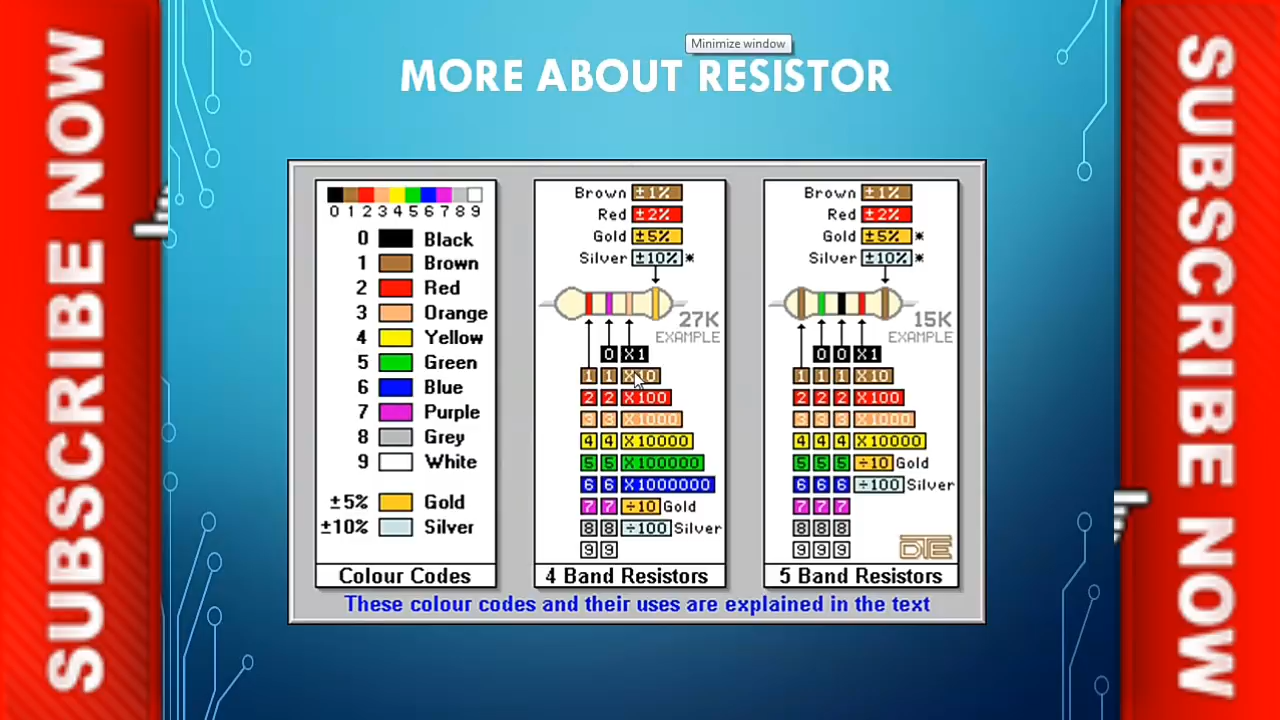 SUBSCRIBE NOW
Minimize window
MORE ABOUT RESISTOR
0 1 2 3 4 5 6 7 8 9
0 Black
1 Brown
2 Red
3 Orange
4 Yellow
5 Green
6 Blue
7 Purple
8 Grey
9 White
±5% Gold
±10% Silver
Colour Codes
Brown ±1%
Red ±2%
Gold ±5%
Silver ±10% *
27K
EXAMPLE
0 X1
1 1 X10
2 2 X100
3 3 X1000
4 4 X10000
5 5 X100000
6 6 X1000000
7 7 ÷10 Gold
8 8 ÷100 Silver
9 9
4 Band Resistors
Brown ±1%
Red ±2%
Gold ±5% *
Silver ±10% *
15K
EXAMPLE
0 0 X1
1 1 1 X10
2 2 2 X100
3 3 3 X1000
4 4 4 X10000
5 5 5 ÷10 Gold
6 6 6 ÷100 Silver
7 7 7
8 8 8
9 9 9
DTE
5 Band Resistors
These colour codes and their uses are explained in the text
SUBSCRIBE NOW